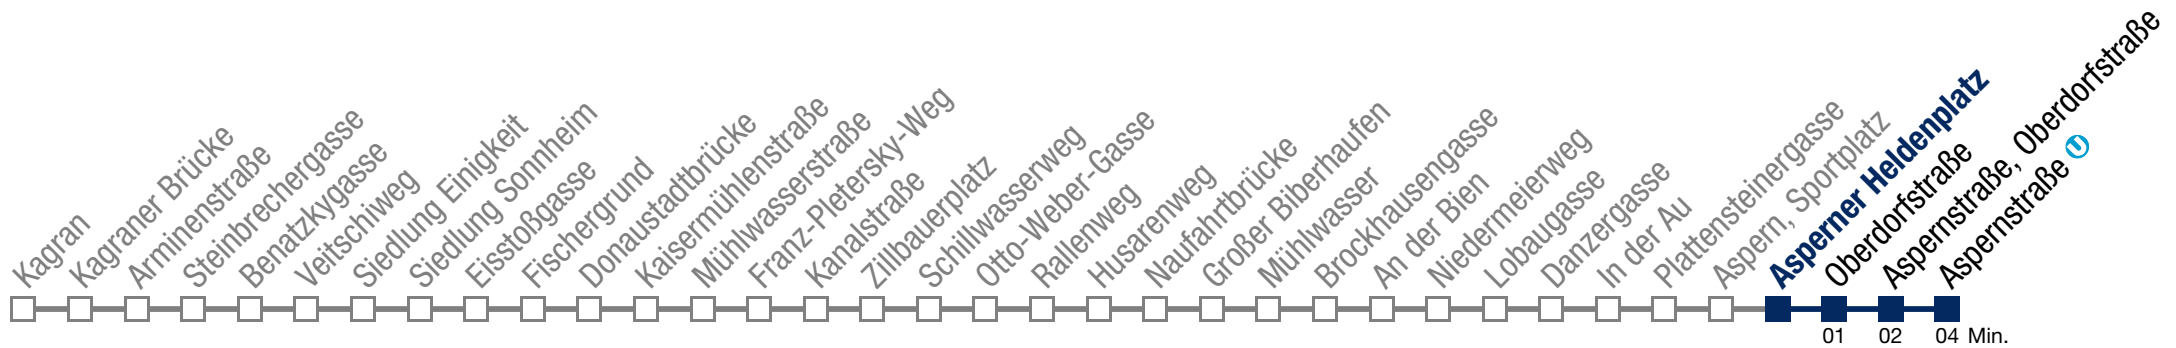 Kagran
Kagraner Brücke
Arminenstraße
Steinbrechergasse
Benatzkygasse
Veitschiweg
Siedlung Einigkeit
Siedlung Sonnheim
Eisstoßgasse
Fischergrund
Donaustadtbrücke
Kaisermühlenstraße
Mühlwasserstraße
Franz-Pletersky-Weg
Kanalstraße
Zillbauerplatz
Schillwasserweg
Otto-Weber-Gasse
Rallenweg
Husarenweg
Naufahrtbrücke
Großer Biberhaufen
Mühlwasser
Brockhausengasse
An der Bien
Niedermeierweg
Lobaugasse
Danzergasse
In der Au
Plattensteinergasse
Aspern, Sportplatz
Asperner Heldenplatz
Oberdorfstraße
Aspernstraße, Oberdorfstraße
Aspernstraße U
01 02 04 Min.